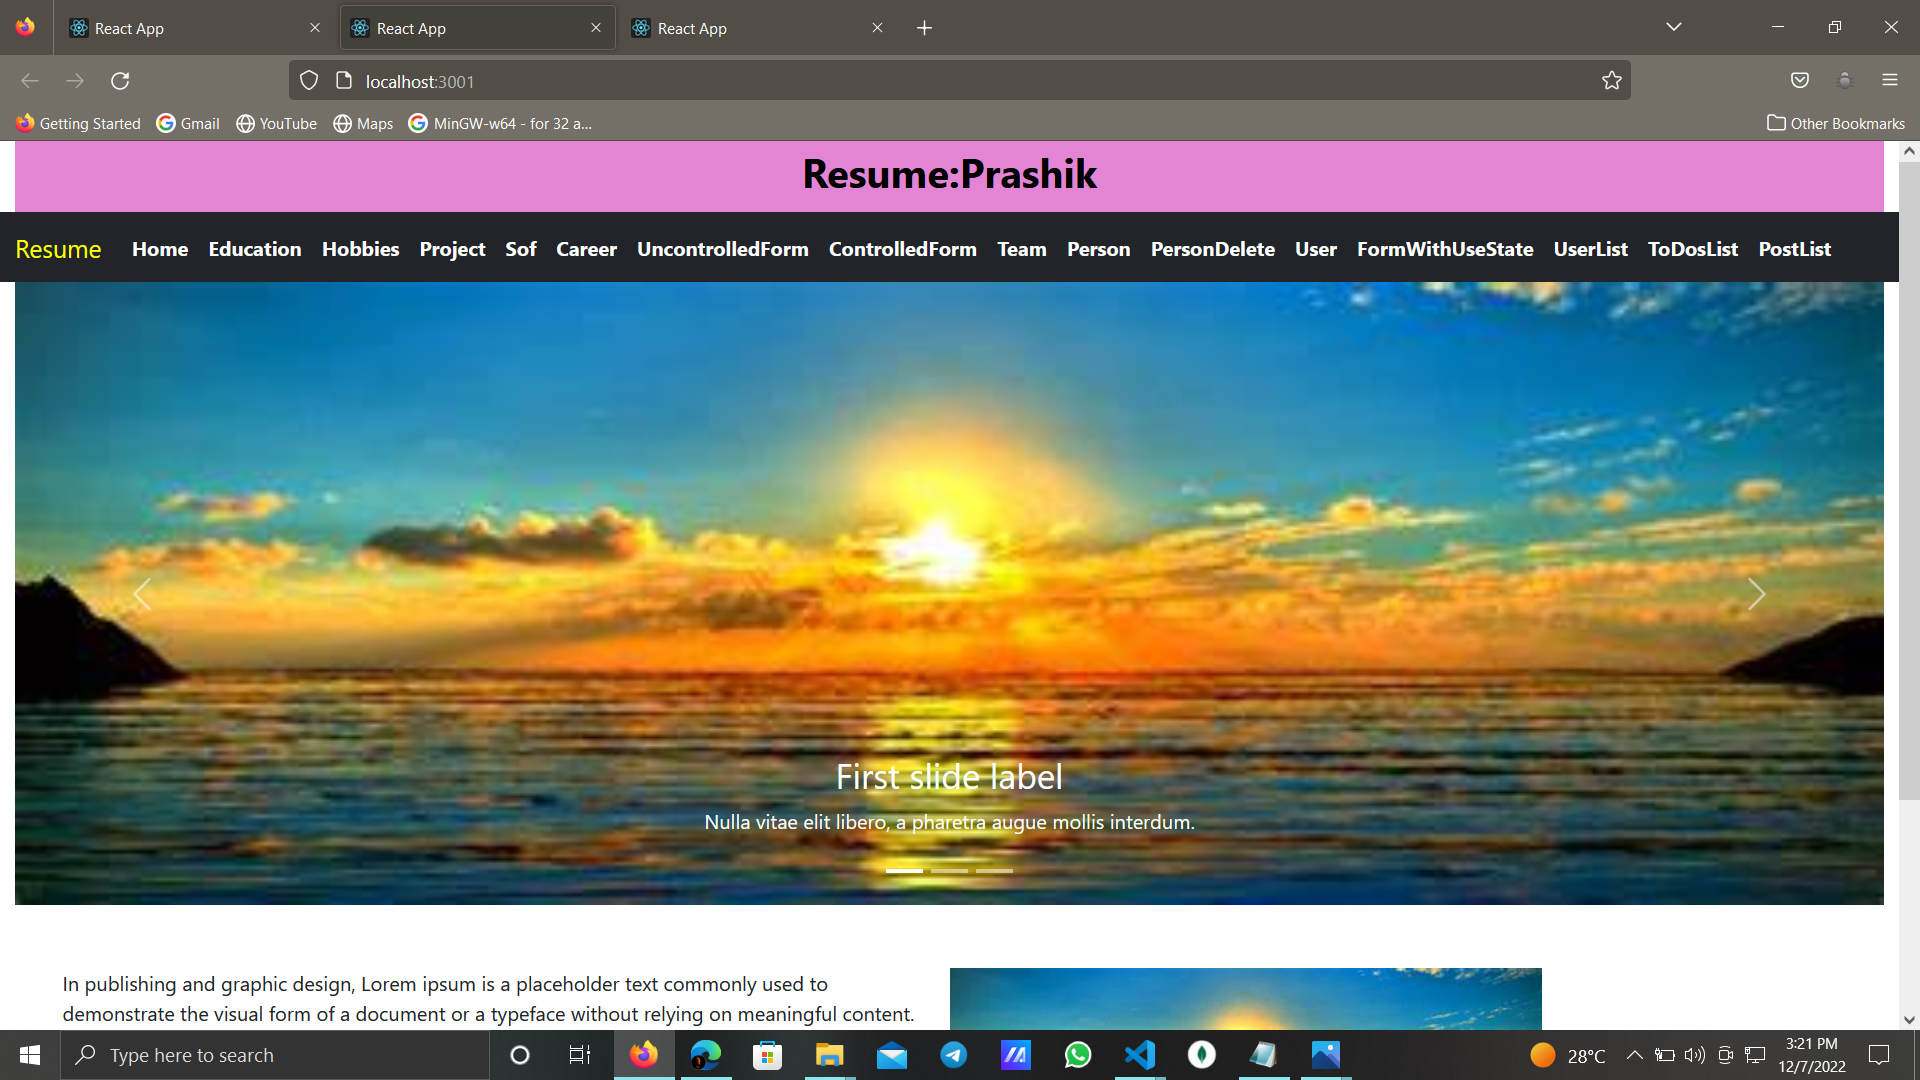 React App
React App
React App
localhost:3001
Getting Started Gmail YouTube Maps MinGW-w64 - for 32 a... Other Bookmarks
Resume:Prashik
Resume Home Education Hobbies Project Sof Career UncontrolledForm ControlledForm Team Person PersonDelete User FormWithUseState UserList ToDosList PostList
First slide label
Nulla vitae elit libero, a pharetra augue mollis interdum.
In publishing and graphic design, Lorem ipsum is a placeholder text commonly used to
demonstrate the visual form of a document or a typeface without relying on meaningful content.
Type here to search
28°C
3:21 PM
12/7/2022